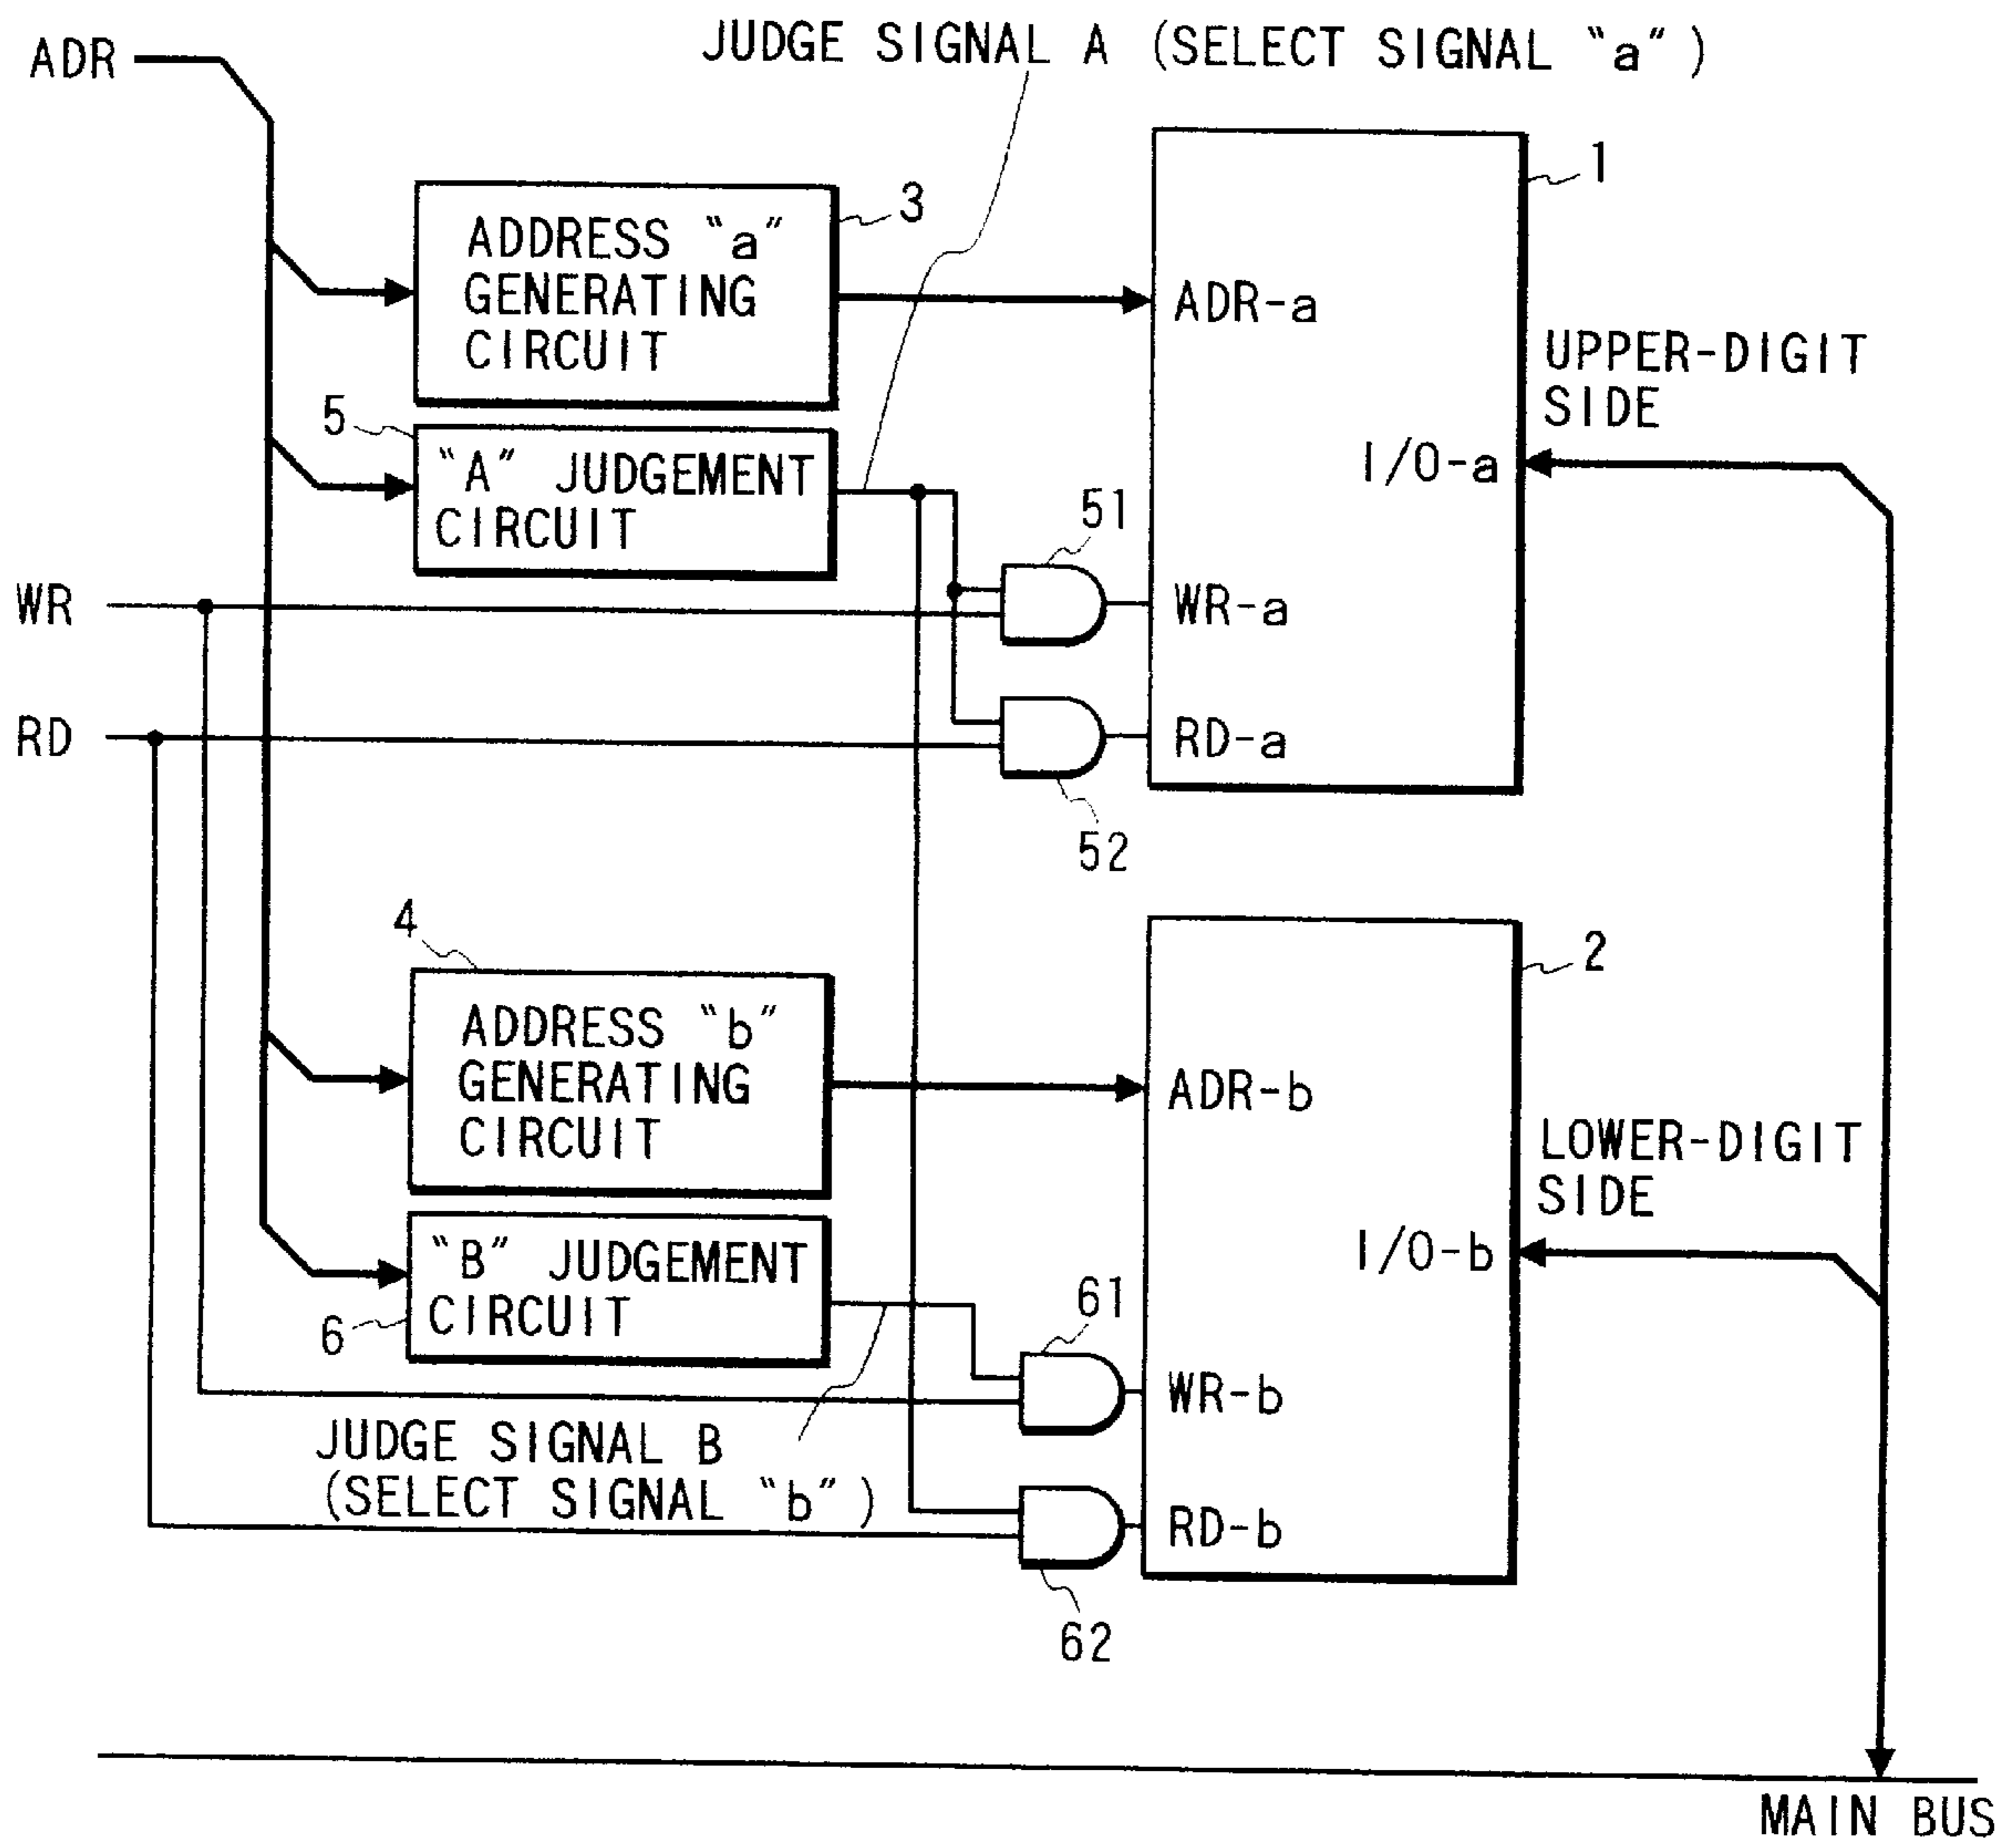 JUDGE SIGNAL A (SELECT SIGNAL “a”)
ADR
1
3
ADDRESS “a”
GENERATING
CIRCUIT
ADR-a
UPPER-DIGIT
SIDE
5
“A” JUDGEMENT
CIRCUIT
I/O-a
51
WR
WR-a
RD
RD-a
52
4
2
ADDRESS “b”
GENERATING
CIRCUIT
ADR-b
LOWER-DIGIT
SIDE
“B” JUDGEMENT
CIRCUIT
6
I/O-b
61
WR-b
JUDGE SIGNAL B
(SELECT SIGNAL “b”)
RD-b
62
MAIN BUS